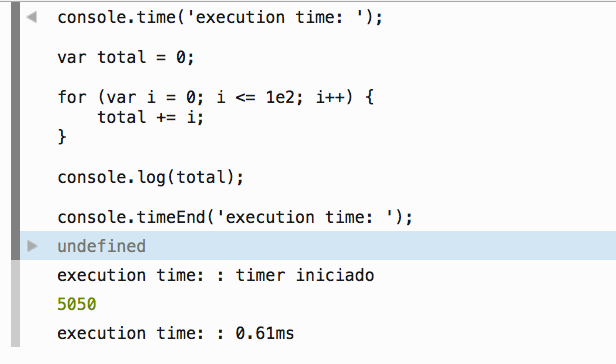 console.time('execution time: ');
var total = 0;
for (var i = 0; i <= 1e2; i++) {
    total += i;
}
console.log(total);
console.timeEnd('execution time: ');
undefined
execution time: : timer iniciado
5050
execution time: : 0.61ms